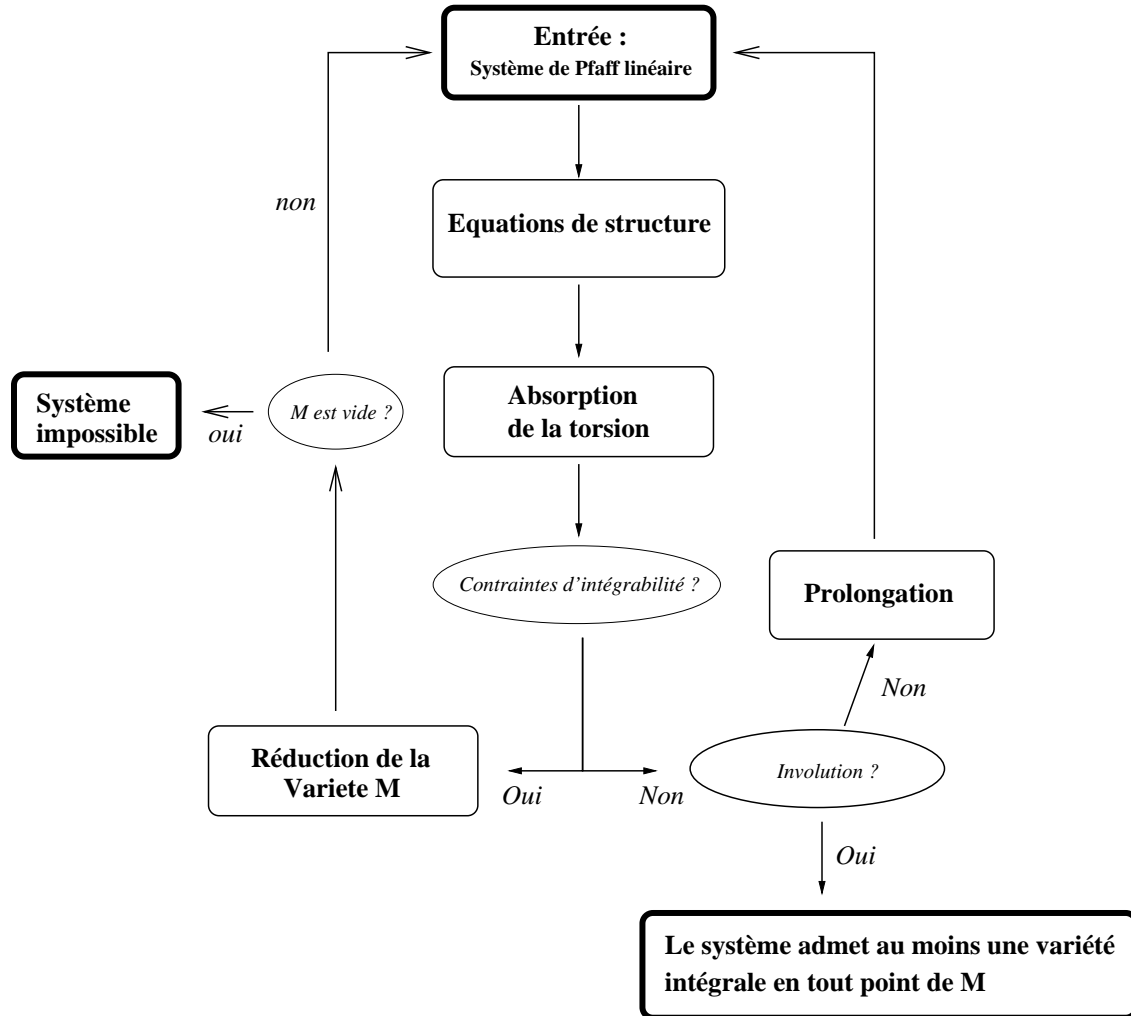 Entrée :
Système de Pfaff linéaire
non
Equations de structure
Absorption
de la torsion
Système
impossible
oui
M est vide ?
Contraintes d'intégrabilité ?
Prolongation
Non
Réduction de la
Variete M
Oui
Non
Involution ?
Oui
Le système admet au moins une variété
intégrale en tout point de M